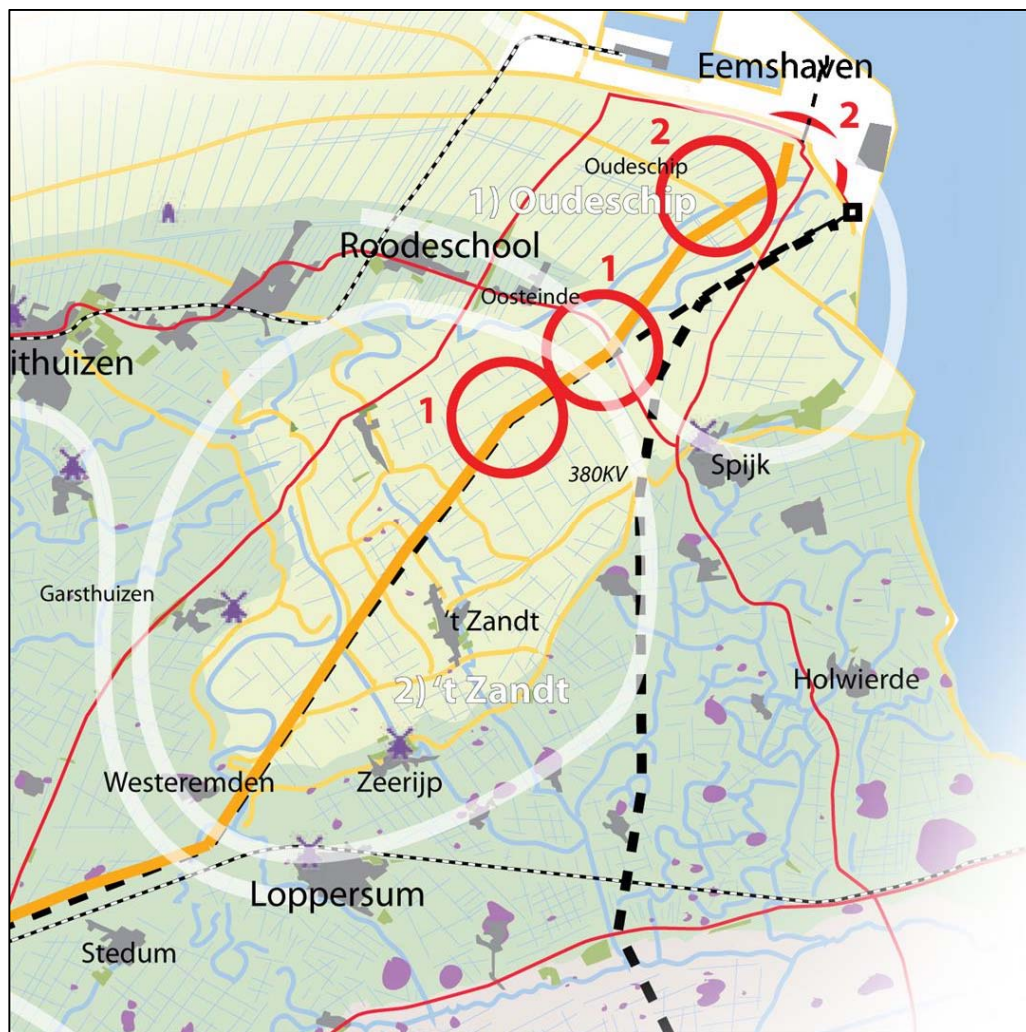 Eemshaven
2
2
Oudeschip
1) Oudeschip
Roodeschool
1
Oosteinde
ithuizen
1
380KV
Spijk
Garsthuizen
't Zandt
2) 't Zandt
Holwierde
Westeremden
Zeerijp
Loppersum
Stedum